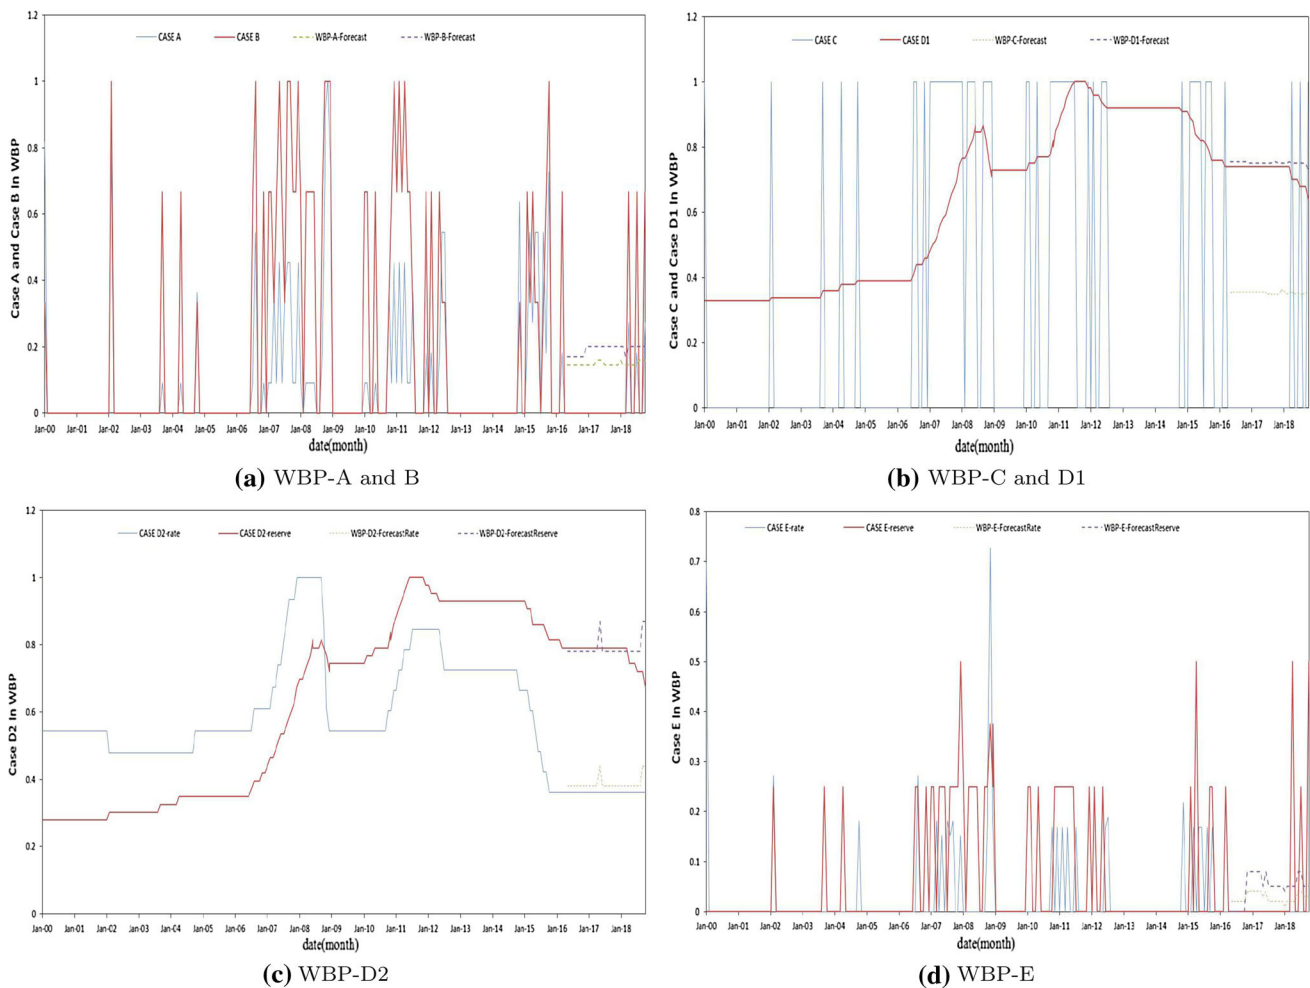 CASE A CASE B WBP-A-Forecast WBP-B-Forecast
Case A and Case B In WBP
1.2
1
0.8
0.6
0.4
0.2
0
Jan-00 Jan-01 Jan-02 Jan-03 Jan-04 Jan-05 Jan-06 Jan-07 Jan-08 Jan-09 Jan-10 Jan-11 Jan-12 Jan-13 Jan-14 Jan-15 Jan-16 Jan-17 Jan-18
date(month)
(a) WBP-A and B
CASE C CASE D1 WBP-C-Forecast WBP-D1-Forecast
Case C and Case D1 In WBP
1.2
1
0.8
0.6
0.4
0.2
0
Jan-00 Jan-01 Jan-02 Jan-03 Jan-04 Jan-05 Jan-06 Jan-07 Jan-08 Jan-09 Jan-10 Jan-11 Jan-12 Jan-13 Jan-14 Jan-15 Jan-16 Jan-17 Jan-18
date(month)
(b) WBP-C and D1
CASE D2-rate CASE D2-reserve WBP-D2-ForecastRate WBP-D2-ForecastReserve
Case D2 In WBP
1.2
1
0.8
0.6
0.4
0.2
0
Jan-00 Jan-01 Jan-02 Jan-03 Jan-04 Jan-05 Jan-06 Jan-07 Jan-08 Jan-09 Jan-10 Jan-11 Jan-12 Jan-13 Jan-14 Jan-15 Jan-16 Jan-17 Jan-18
date(month)
(c) WBP-D2
CASE E-rate CASE E-reserve WBP-E-ForecastRate WBP-E-ForecastReserve
Case E In WBP
0.8
0.7
0.6
0.5
0.4
0.3
0.2
0.1
0
Jan-00 Jan-01 Jan-02 Jan-03 Jan-04 Jan-05 Jan-06 Jan-07 Jan-08 Jan-09 Jan-10 Jan-11 Jan-12 Jan-13 Jan-14 Jan-15 Jan-16 Jan-17 Jan-18
date(month)
(d) WBP-E